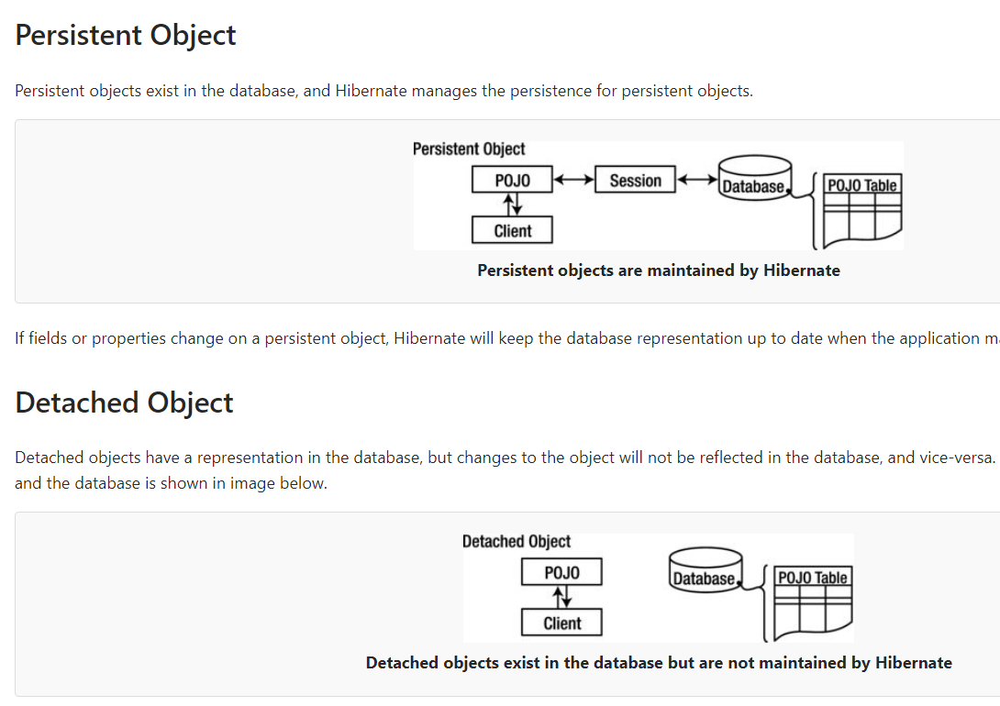 Persistent Object
Persistent objects exist in the database, and Hibernate manages the persistence for persistent objects.
Persistent Object
POJO
Session
Database
POJO Table
Client
Persistent objects are maintained by Hibernate
If fields or properties change on a persistent object, Hibernate will keep the database representation up to date when the application
Detached Object
Detached objects have a representation in the database, but changes to the object will not be reflected in the database, and vice-versa.
and the database is shown in image below.
Detached Object
POJO
Database
POJO Table
Client
Detached objects exist in the database but are not maintained by Hibernate